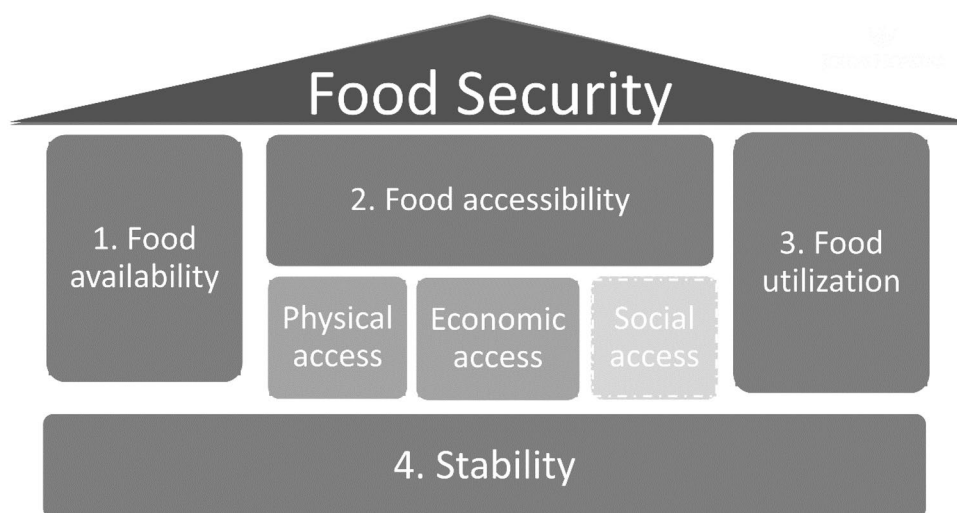 Food Security
1. Food
availability
2. Food accessibility
Physical
access
Economic
access
Social
access
3. Food
utilization
4. Stability